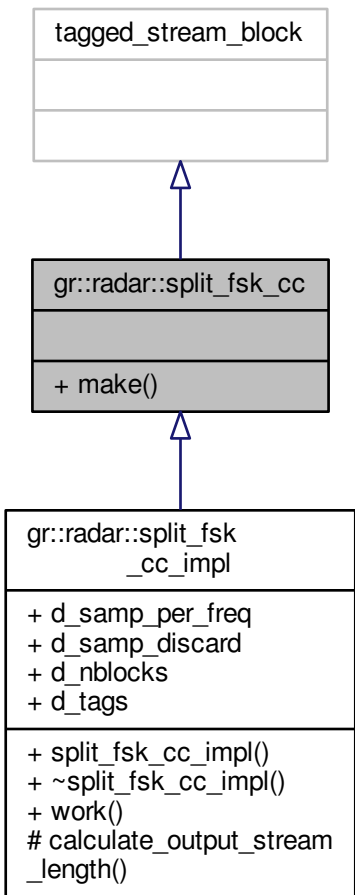 tagged_stream_block
gr::radar::split_fsk_cc
+ make()
gr::radar::split_fsk
_cc_impl
+ d_samp_per_freq
+ d_samp_discard
+ d_nblocks
+ d_tags
+ split_fsk_cc_impl()
+ ~split_fsk_cc_impl()
+ work()
# calculate_output_stream
_length()